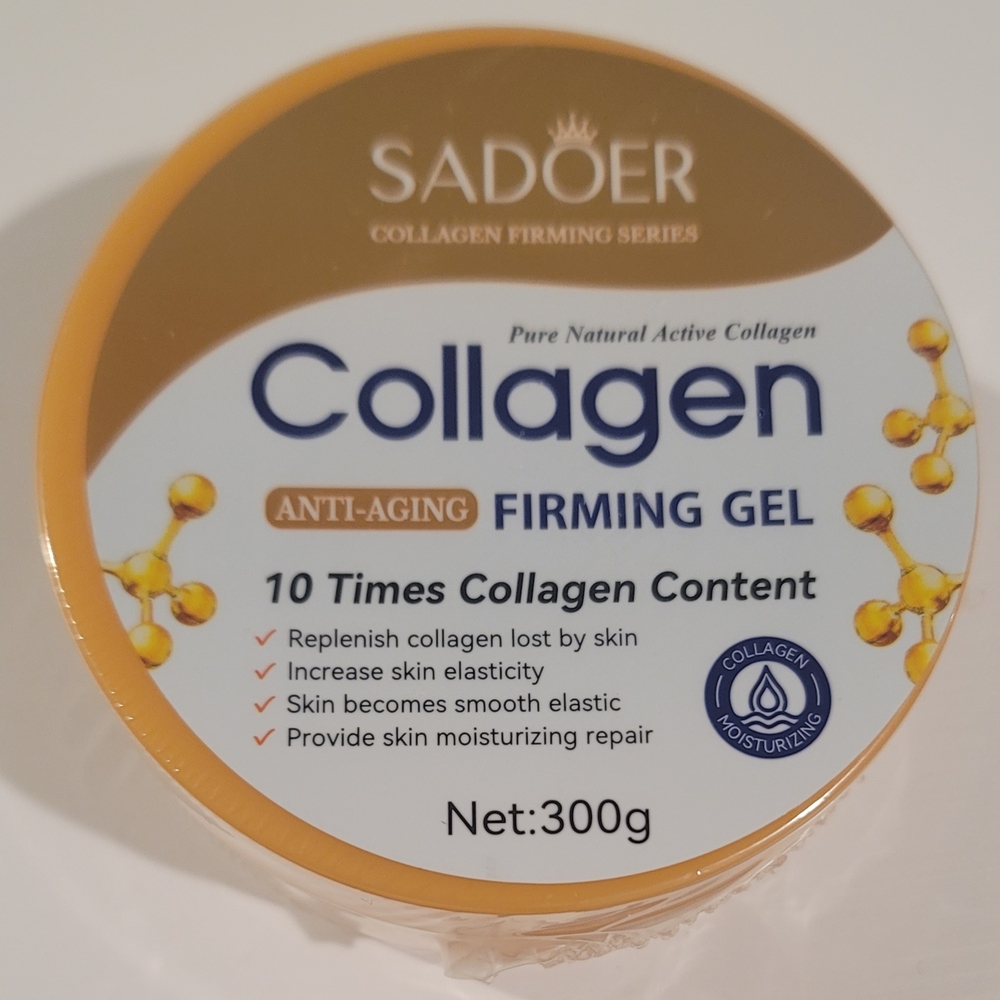 SADOER
COLLAGEN FIRMING SERIES
Pure Natural Active Collagen
Collagen
ANTI-AGING FIRMING GEL
10 Times Collagen Content
✓ Replenish collagen lost by skin
✓ Increase skin elasticity
✓ Skin becomes smooth elastic
✓ Provide skin moisturizing repair
COLLAGEN
MOISTURIZING
Net:300g